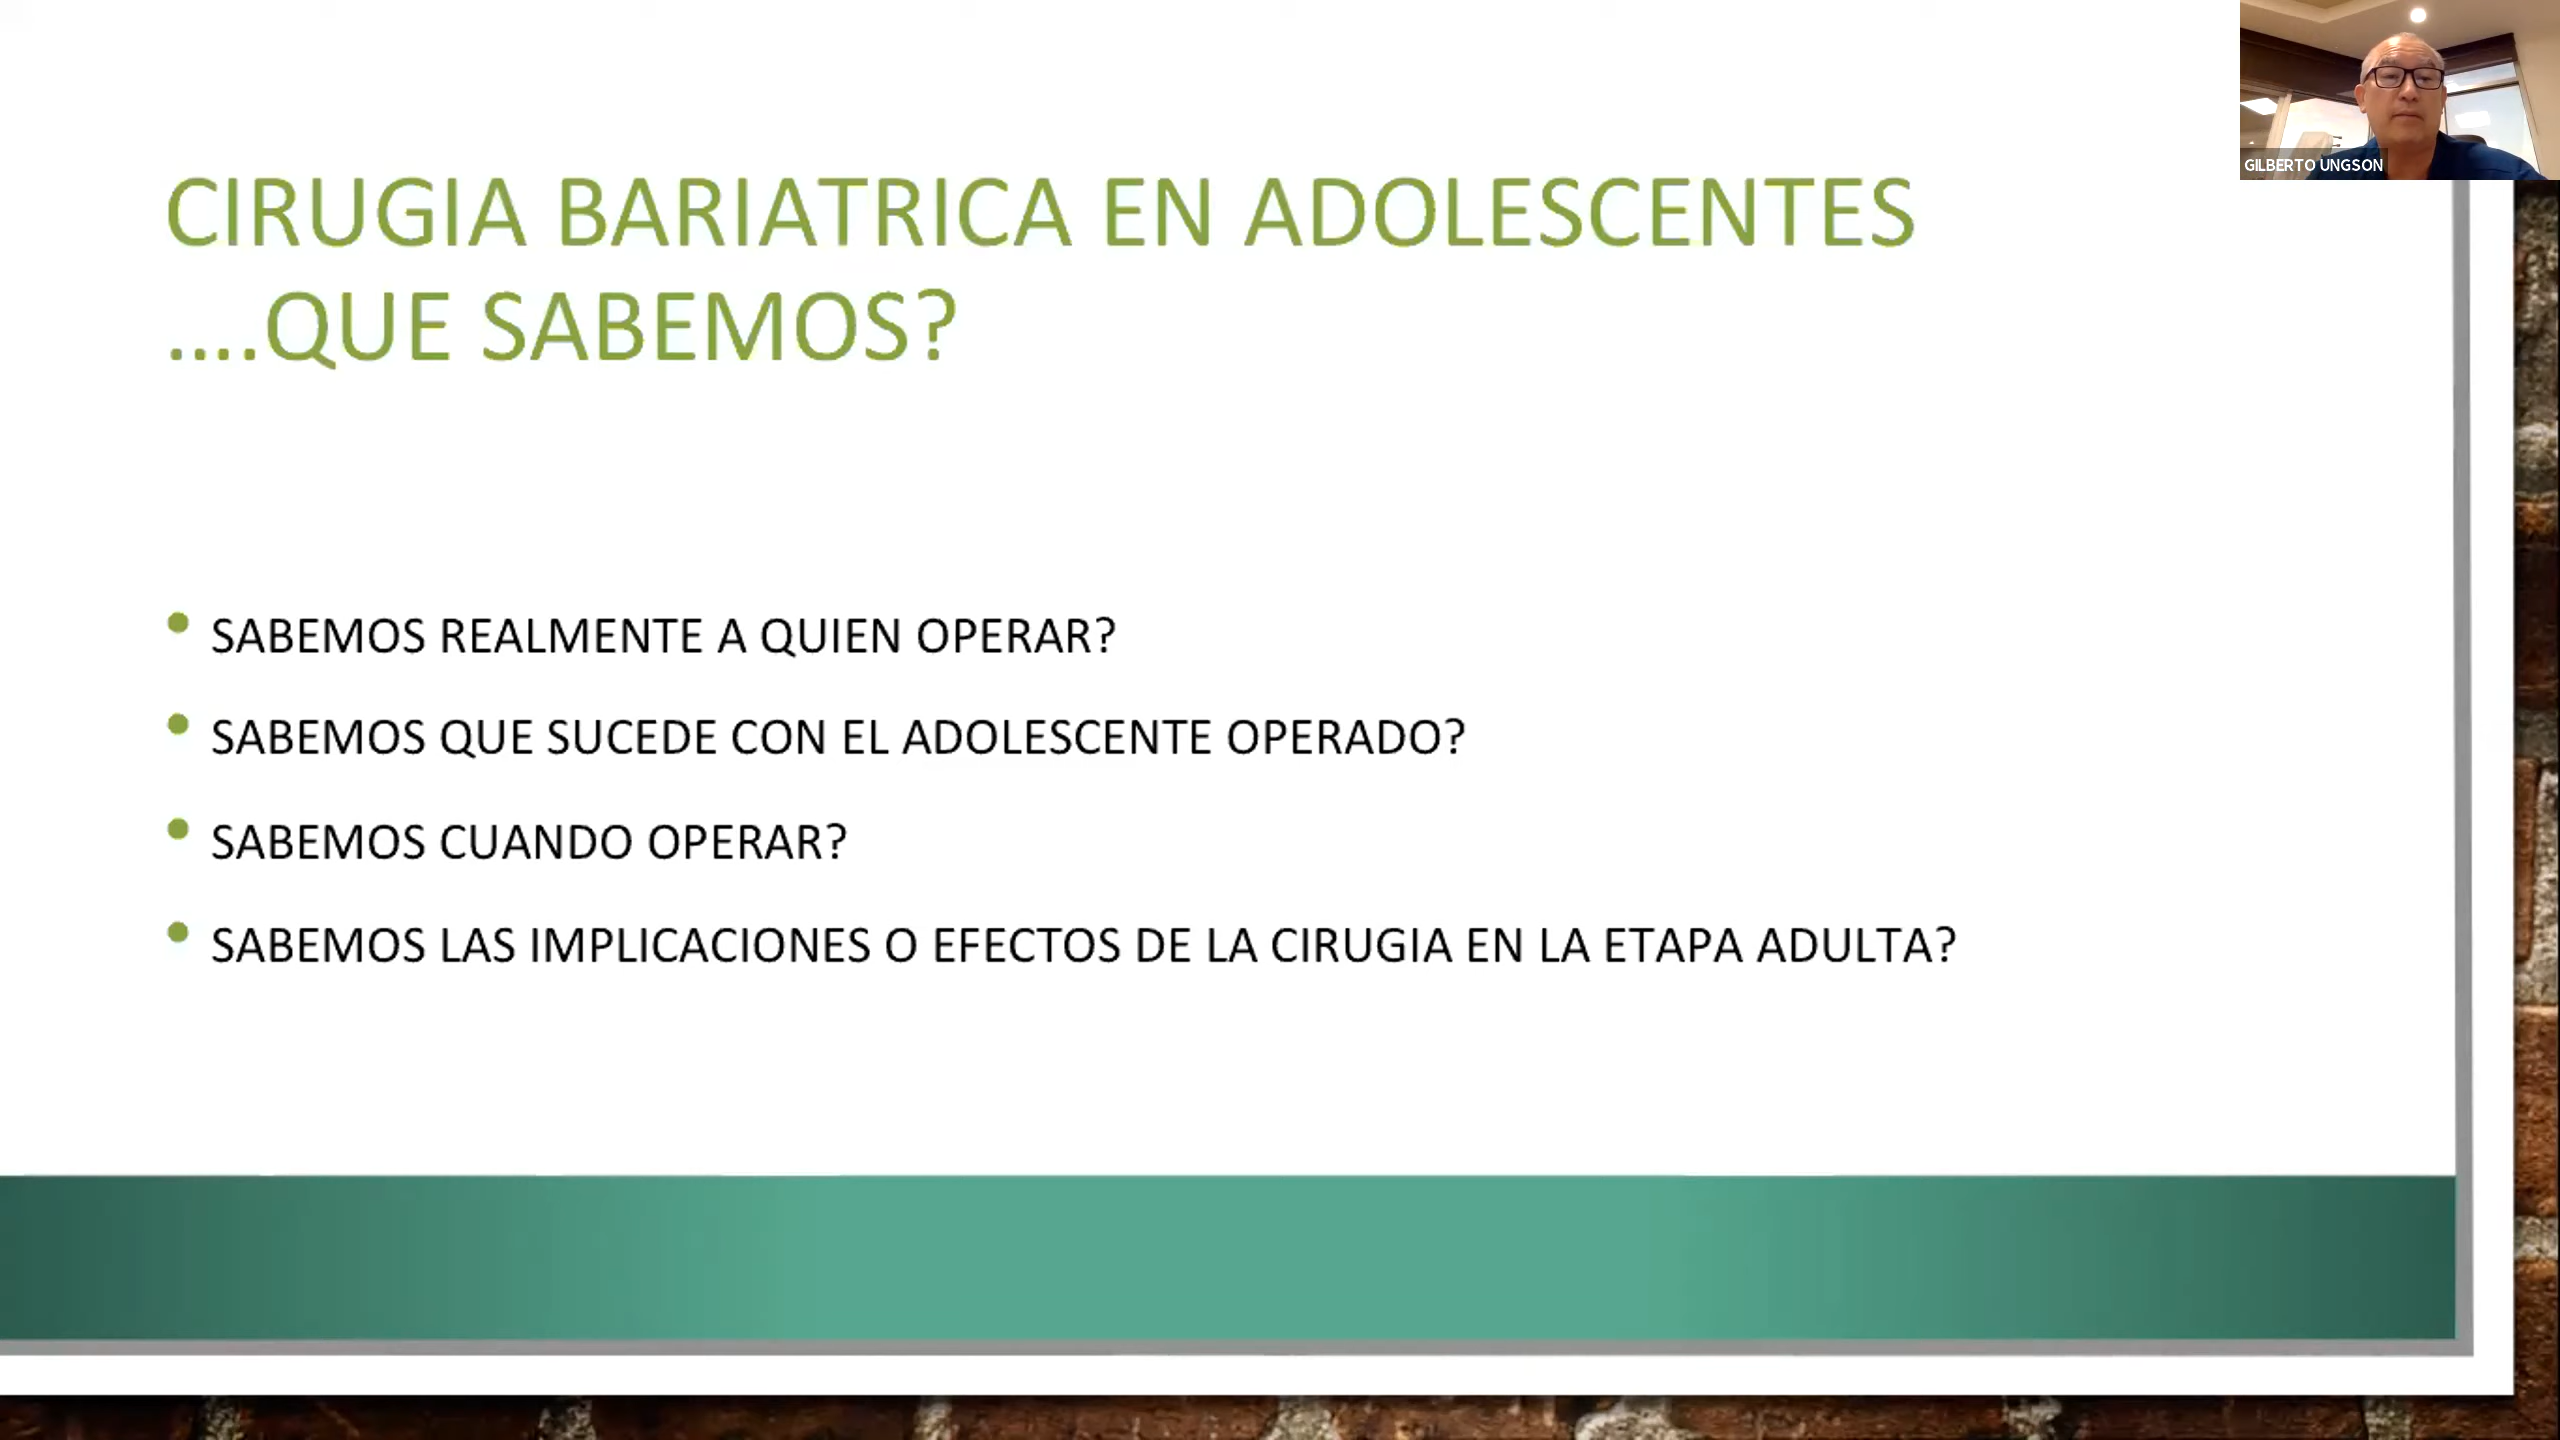 GILBERTO UNGSON
CIRUGIA BARIATRICA EN ADOLESCENTES
....QUE SABEMOS?
• SABEMOS REALMENTE A QUIEN OPERAR?
• SABEMOS QUE SUCEDE CON EL ADOLESCENTE OPERADO?
• SABEMOS CUANDO OPERAR?
• SABEMOS LAS IMPLICACIONES O EFECTOS DE LA CIRUGIA EN LA ETAPA ADULTA?